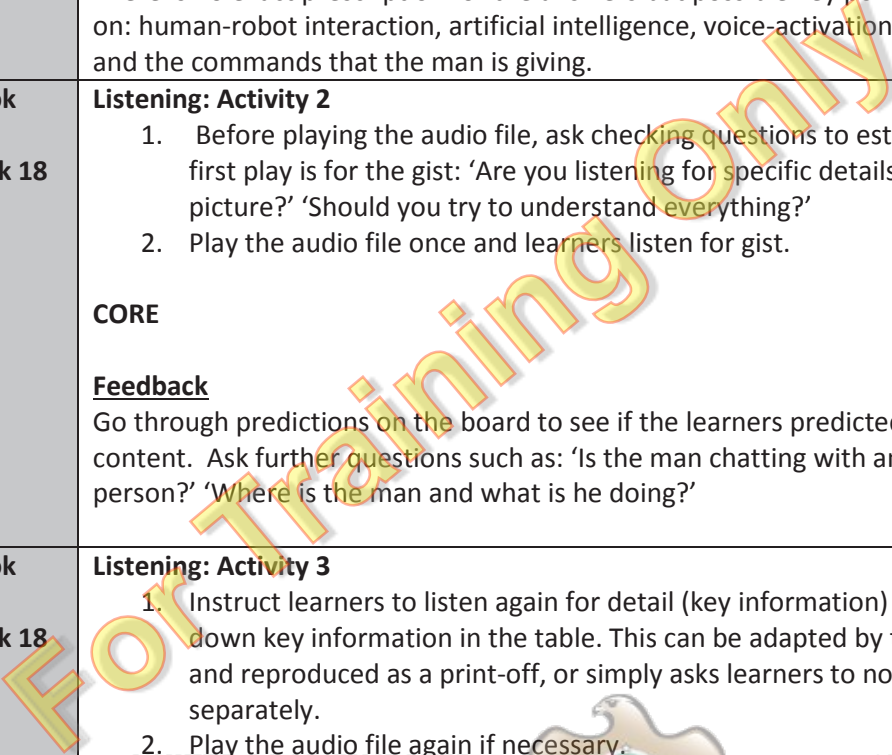 on: human-robot interaction, artificial intelligence, voice-activation
and the commands that the man is giving.
Listening: Activity 2
1. Before playing the audio file, ask checking questions to est
k 18
first play is for the gist: ‘Are you listening for specific details
picture?’ ‘Should you try to understand everything?’
2. Play the audio file once and learners listen for gist.
CORE
Feedback
Go through predictions on the board to see if the learners predicted
content. Ask further questions such as: ‘Is the man chatting with an
person?’ ‘Where is the man and what is he doing?’
Listening: Activity 3
1. Instruct learners to listen again for detail (key information)
k 18
down key information in the table. This can be adapted by t
and reproduced as a print-off, or simply asks learners to no
separately.
2. Play the audio file again if necessary.
For Training Only